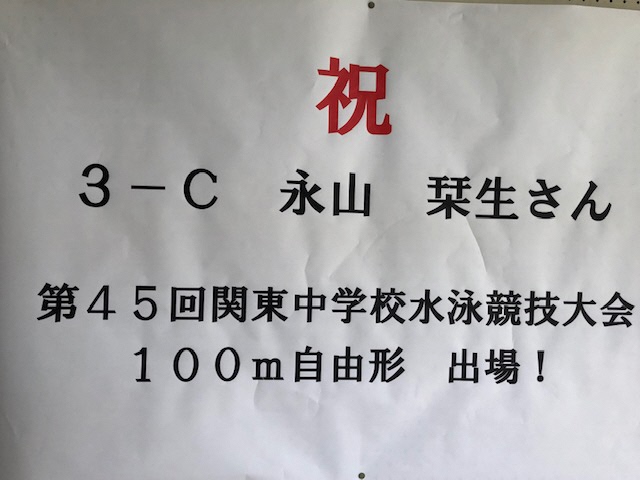 祝
３－Ｃ　永山　栞生さん
第４５回関東中学校水泳競技大会
１００ｍ自由形　出場！